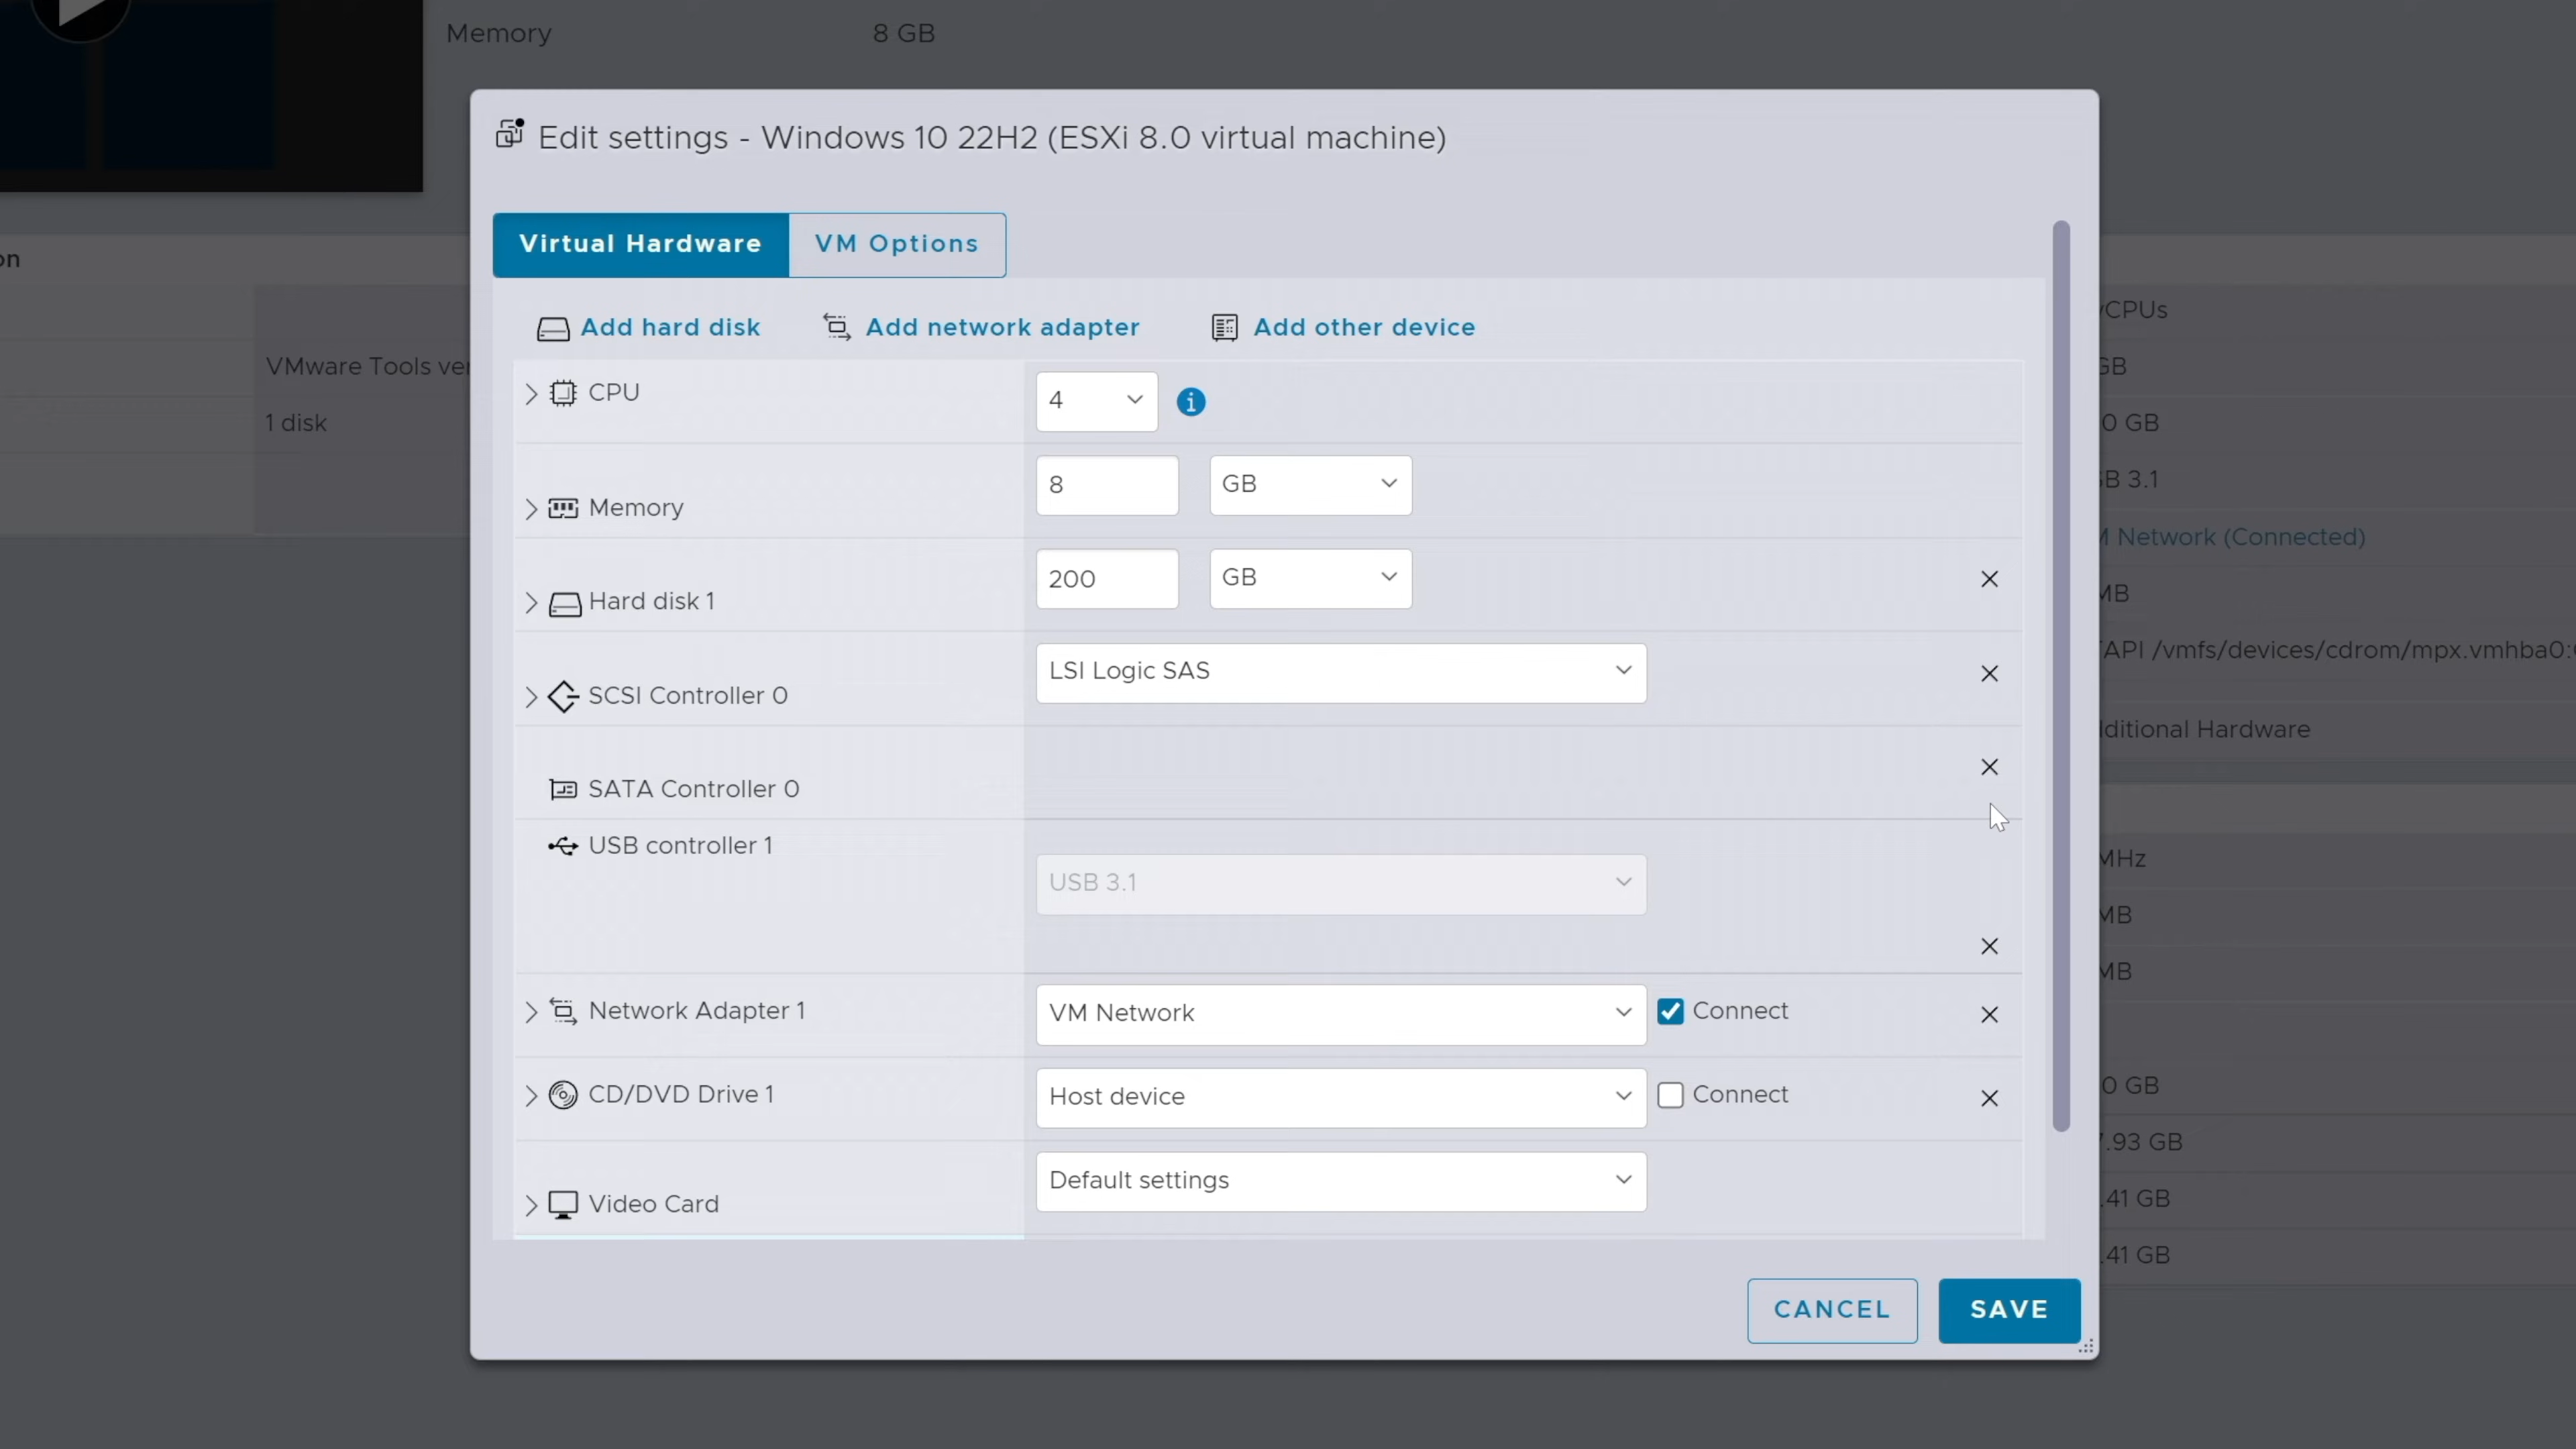 Memory 8 GB
Edit settings - Windows 10 22H2 (ESXi 8.0 virtual machine)
Virtual Hardware VM Options
Add hard disk Add network adapter Add other device
CPU 4
Memory 8 GB
Hard disk 1 200 GB
SCSI Controller 0 LSI Logic SAS
SATA Controller 0
USB controller 1
USB 3.1
Network Adapter 1 VM Network Connect
CD/DVD Drive 1 Host device Connect
Video Card Default settings
CANCEL SAVE
on
VMware Tools ver
1 disk
CPUs
GB
0 GB
SB 3.1
M Network (Connected)
MB
TAPI /vmfs/devices/cdrom/mpx.vmhba0:
ditional Hardware
MHz
MB
MB
0 GB
7.93 GB
.41 GB
.41 GB